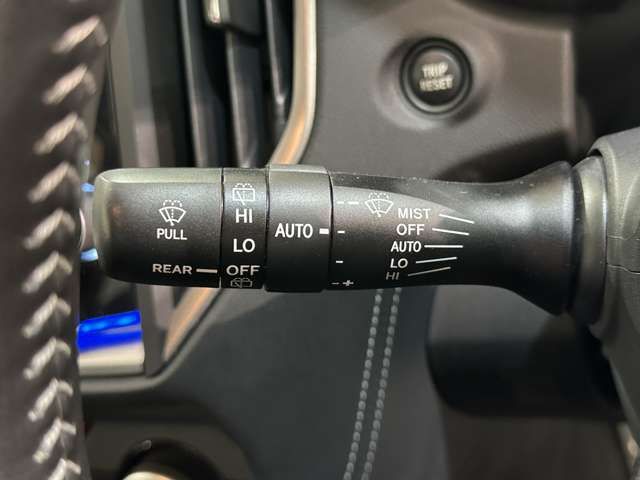 TRIP
RESET
PULL
REAR
HI
LO
OFF
AUTO
- +
MIST
OFF
AUTO
LO
HI